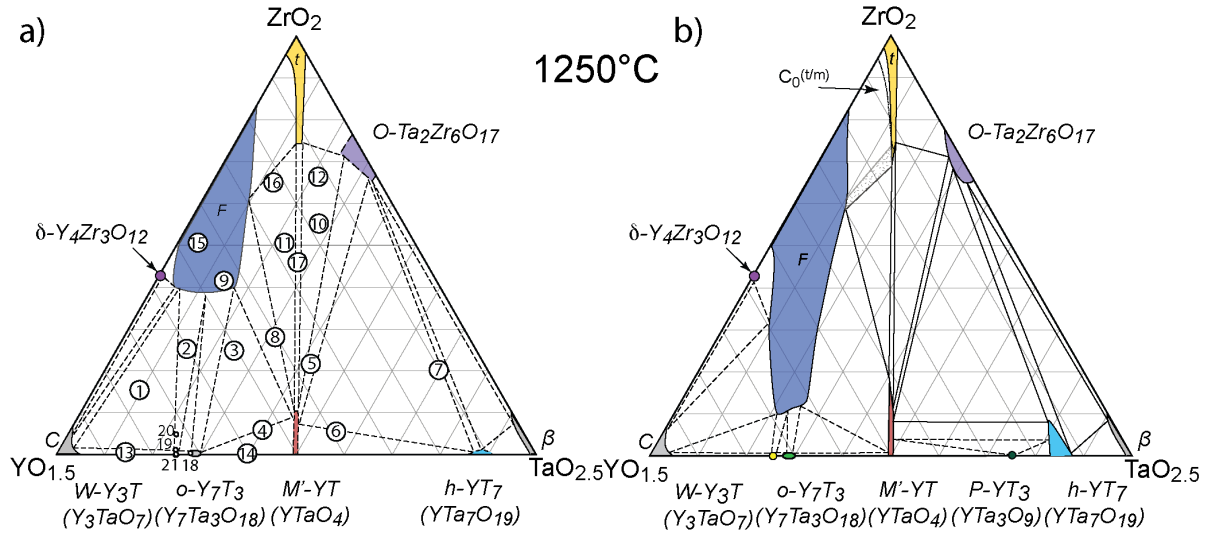 a)
ZrO2
1250°C
b)
ZrO2
t
t
C0(t/m)
O-Ta2Zr6O17
O-Ta2Zr6O17
16
12
F
δ-Y4Zr3O12
15
10
11
17
9
δ-Y4Zr3O12
F
8
2
3
5
7
1
20
19
4
6
C
13
21 18
14
β
C
β
YO1.5
TaO2.5
YO1.5
TaO2.5
W-Y3T
o-Y7T3
M'-YT
h-YT7
W-Y3T
o-Y7T3
M'-YT
P-YT3
h-YT7
(Y3TaO7)
(Y7Ta3O18)
(YTaO4)
(YTa7O19)
(Y3TaO7)
(Y7Ta3O18)
(YTaO4)
(YTa3O9)
(YTa7O19)